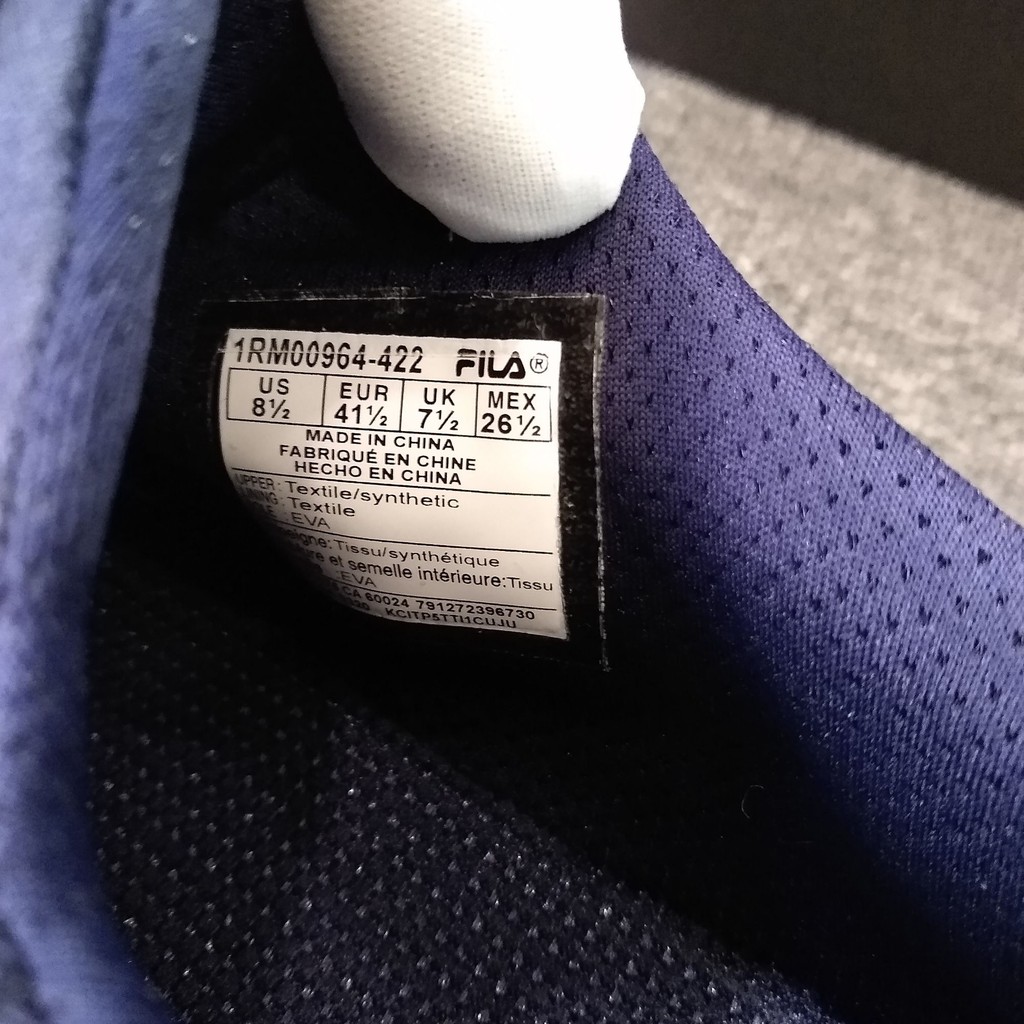 1RM00964-422 FILA®
US EUR UK MEX
8½ 41½ 7½ 26½
MADE IN CHINA
FABRIQUÉ EN CHINE
HECHO EN CHINA
UPPER: Textile/synthetic
Textile
EVA
Tissu/synthétique
et semelle intérieure: Tissu
:EVA
CA 60024 791272396730
KCITP5TTI1CUJU